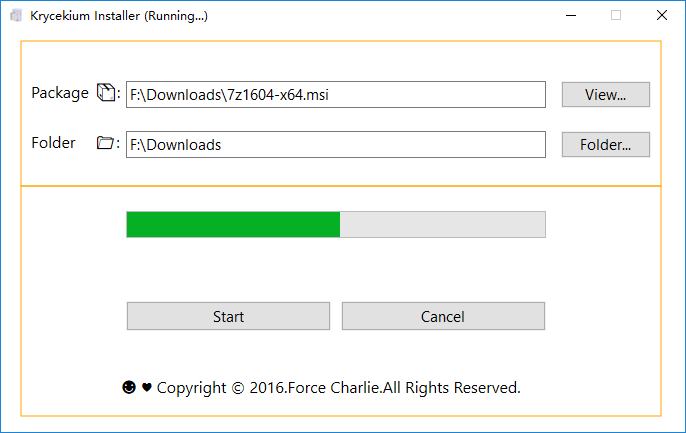 Krycekium Installer (Running...)
Package : F:\Downloads\7z1604-x64.msi View...
Folder : F:\Downloads Folder...
Start Cancel
☻ ♥ Copyright © 2016.Force Charlie.All Rights Reserved.